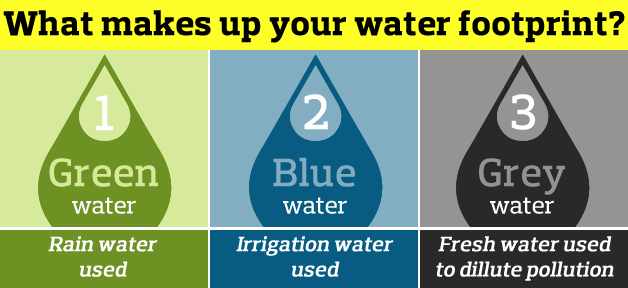 What makes up your water footprint?
1
Green
water
Rain water
used
2
Blue
water
Irrigation water
used
3
Grey
water
Fresh water used
to dillute pollution